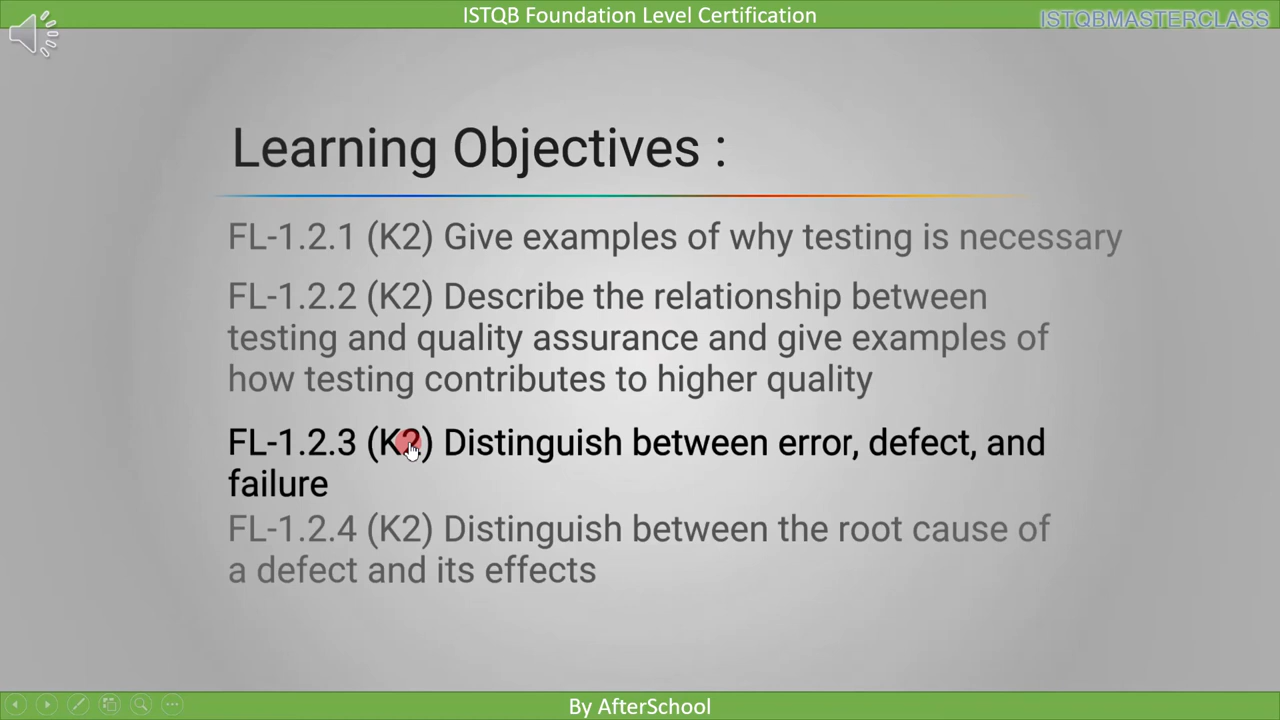 ISTQB Foundation Level Certification
ISTQBMASTERCLASS
Learning Objectives :
FL-1.2.1 (K2) Give examples of why testing is necessary
FL-1.2.2 (K2) Describe the relationship between
testing and quality assurance and give examples of
how testing contributes to higher quality
FL-1.2.3 (K2) Distinguish between error, defect, and
failure
FL-1.2.4 (K2) Distinguish between the root cause of
a defect and its effects
By AfterSchool